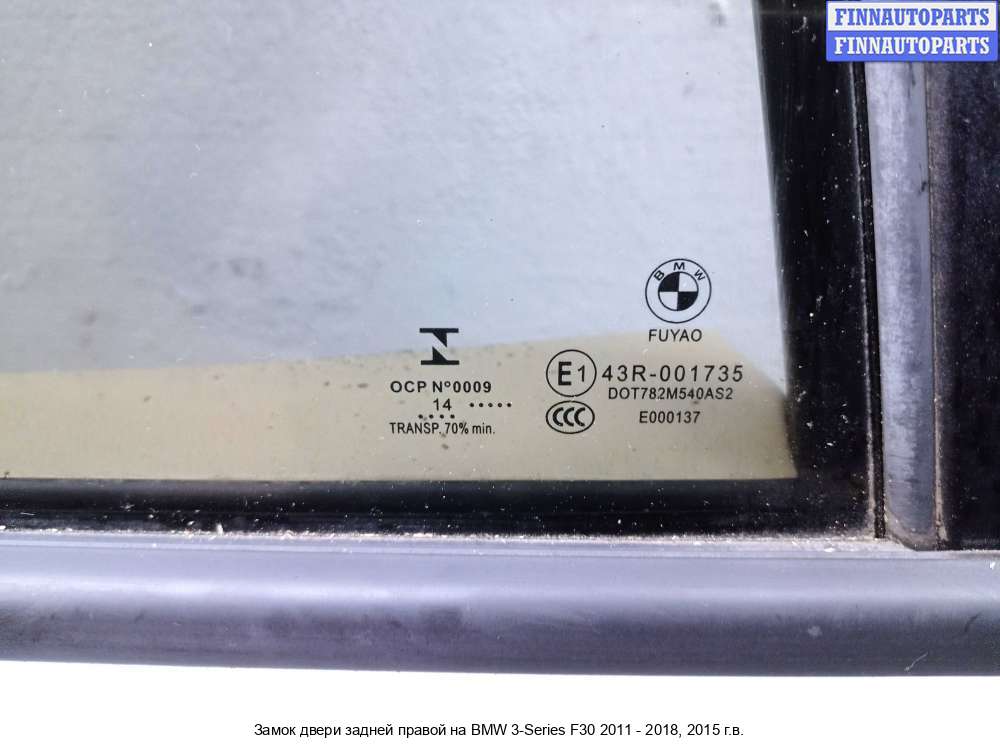 FINNAUTOPARTS
FINNAUTOPARTS
BMW
FUYAO
OCP Nº0009
14
TRANSP. 70% min.
E1 43R-001735
DOT782M540AS2
CCC
E000137
Замок двери задней правой на BMW 3-Series F30 2011 - 2018, 2015 г.в.